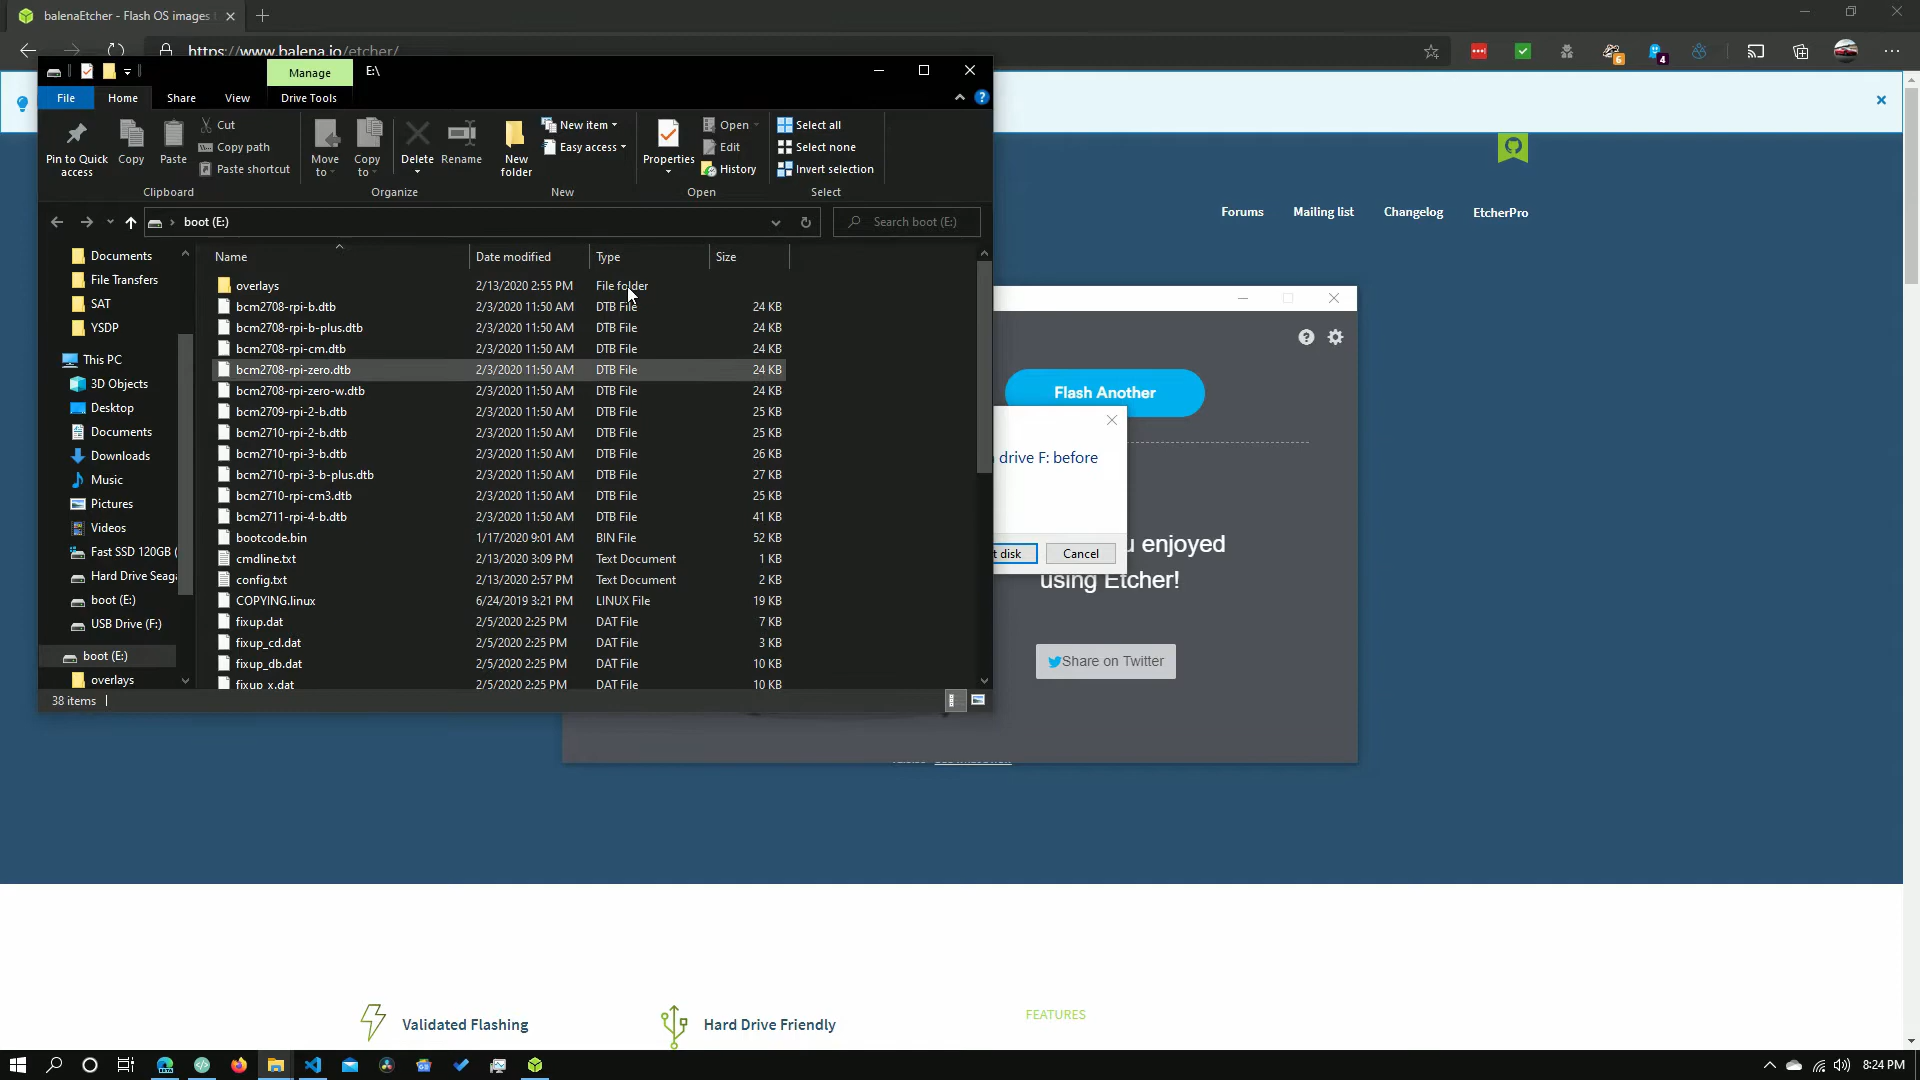 balenaEtcher - Flash OS images
https://www.balena.io/etcher/
6
4
Manage
E:\
File
Home
Share
View
Drive Tools
Pin to Quick access
Copy
Paste
Cut
Copy path
Paste shortcut
Move to
Copy to
Delete
Rename
New folder
New item
Easy access
Properties
Open
Edit
History
Select all
Select none
Invert selection
Clipboard
Organize
New
Open
Select
boot (E:)
Search boot (E:)
Forums
Mailing list
Changelog
EtcherPro
Documents
File Transfers
SAT
YSDP
This PC
3D Objects
Desktop
Documents
Downloads
Music
Pictures
Videos
Fast SSD 120GB (
Hard Drive Seaga
boot (E:)
USB Drive (F:)
boot (E:)
overlays
Name Date modified Type Size
overlays 2/13/2020 2:55 PM File folder
bcm2708-rpi-b.dtb 2/3/2020 11:50 AM DTB File 24 KB
bcm2708-rpi-b-plus.dtb 2/3/2020 11:50 AM DTB File 24 KB
bcm2708-rpi-cm.dtb 2/3/2020 11:50 AM DTB File 24 KB
bcm2708-rpi-zero.dtb 2/3/2020 11:50 AM DTB File 24 KB
bcm2708-rpi-zero-w.dtb 2/3/2020 11:50 AM DTB File 24 KB
bcm2709-rpi-2-b.dtb 2/3/2020 11:50 AM DTB File 25 KB
bcm2710-rpi-2-b.dtb 2/3/2020 11:50 AM DTB File 25 KB
bcm2710-rpi-3-b.dtb 2/3/2020 11:50 AM DTB File 26 KB
bcm2710-rpi-3-b-plus.dtb 2/3/2020 11:50 AM DTB File 27 KB
bcm2710-rpi-cm3.dtb 2/3/2020 11:50 AM DTB File 25 KB
bcm2711-rpi-4-b.dtb 2/3/2020 11:50 AM DTB File 41 KB
bootcode.bin 1/17/2020 9:01 AM BIN File 52 KB
cmdline.txt 2/13/2020 3:09 PM Text Document 1 KB
config.txt 2/13/2020 2:57 PM Text Document 2 KB
COPYING.linux 6/24/2019 3:21 PM LINUX File 19 KB
fixup.dat 2/5/2020 2:25 PM DAT File 7 KB
fixup_cd.dat 2/5/2020 2:25 PM DAT File 3 KB
fixup_db.dat 2/5/2020 2:25 PM DAT File 10 KB
fixup_x.dat 2/5/2020 2:25 PM DAT File 10 KB
38 items
Flash Another
drive F: before
t disk
Cancel
u enjoyed
using Etcher!
Share on Twitter
Validated Flashing
Hard Drive Friendly
FEATURES
8:24 PM